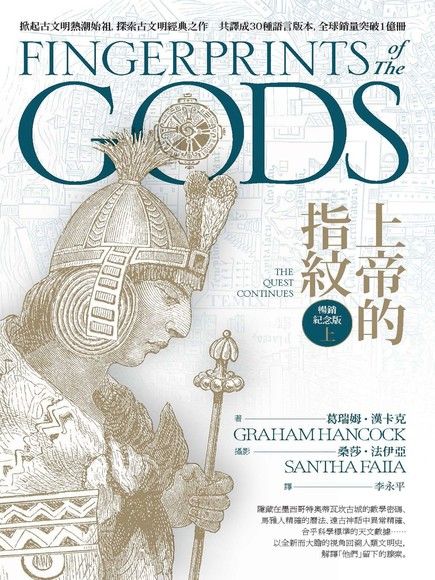 掀起古文明熱潮始祖，探索古文明經典之作　共譯成30種語言版本，全球銷量突破1億冊
FINGERPRINTS of The
GODS
上帝的
指紋
THE
QUEST
CONTINUES
暢銷
紀念版
上
著　葛瑞姆·漢卡克
GRAHAM HANCOCK
攝影　桑莎·法伊亞
SANTHA FAIIA
譯　李永平
隱藏在墨西哥特奧蒂瓦坎古城的數學密碼、
馬雅人精確的曆法、遠古神話中異常精確、
合乎科學標準的天文數據……
以全新而大膽的視角回溯人類文明史，
解譯「他們」留下的謎案。